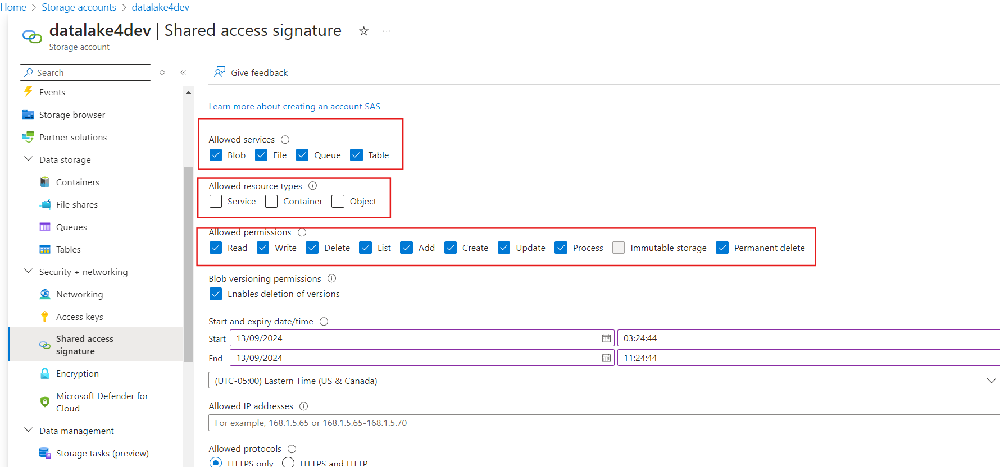 Home > Storage accounts > datalake4dev
datalake4dev | Shared access signature
Storage account
Search
Give feedback
Events
Storage browser
Partner solutions
Data storage
Containers
File shares
Queues
Tables
Security + networking
Networking
Access keys
Shared access
signature
Encryption
Microsoft Defender for
Cloud
Data management
Storage tasks (preview)
Learn more about creating an account SAS
Allowed services
Blob File Queue Table
Allowed resource types
Service Container Object
Allowed permissions
Read Write Delete List Add Create Update Process Immutable storage Permanent delete
Blob versioning permissions
Enables deletion of versions
Start and expiry date/time
Start 13/09/2024 03:24:44
End 13/09/2024 11:24:44
(UTC-05:00) Eastern Time (US & Canada)
Allowed IP addresses
For example, 168.1.5.65 or 168.1.5.65-168.1.5.70
Allowed protocols
HTTPS only HTTPS and HTTP